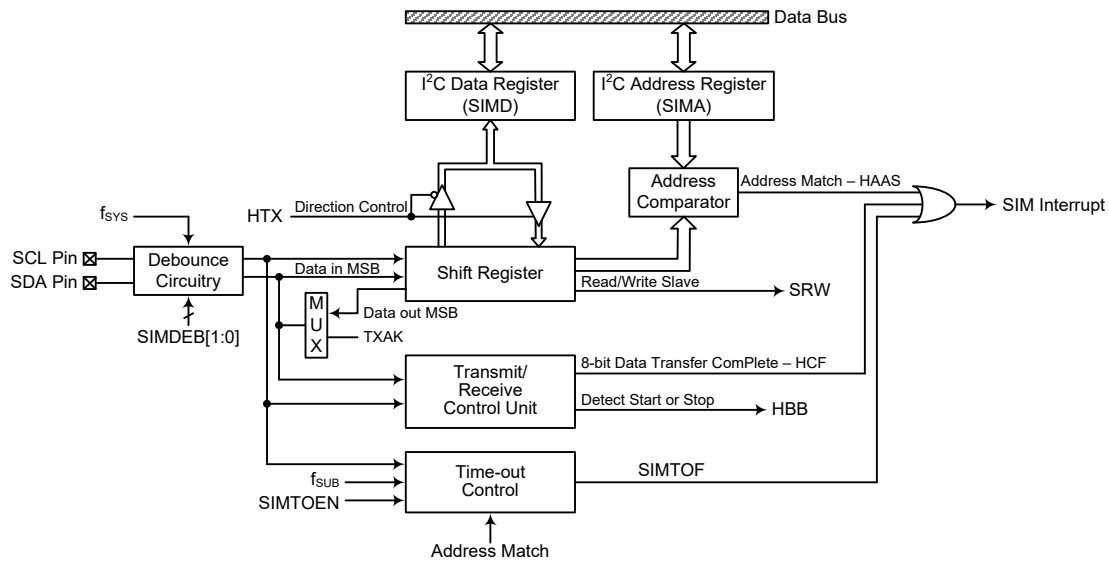 Data Bus
I²C Data Register
(SIMD)
I²C Address Register
(SIMA)
Address
Comparator
Address Match – HAAS
SIM Interrupt
HTX
Direction Control
fSYS
SCL Pin
SDA Pin
Debounce
Circuitry
SIMDEB[1:0]
Data in MSB
Shift Register
Read/Write Slave
SRW
M
U
X
Data out MSB
TXAK
Transmit/
Receive
Control Unit
8-bit Data Transfer ComPlete – HCF
Detect Start or Stop
HBB
Time-out
Control
SIMTOF
fSUB
SIMTOEN
Address Match